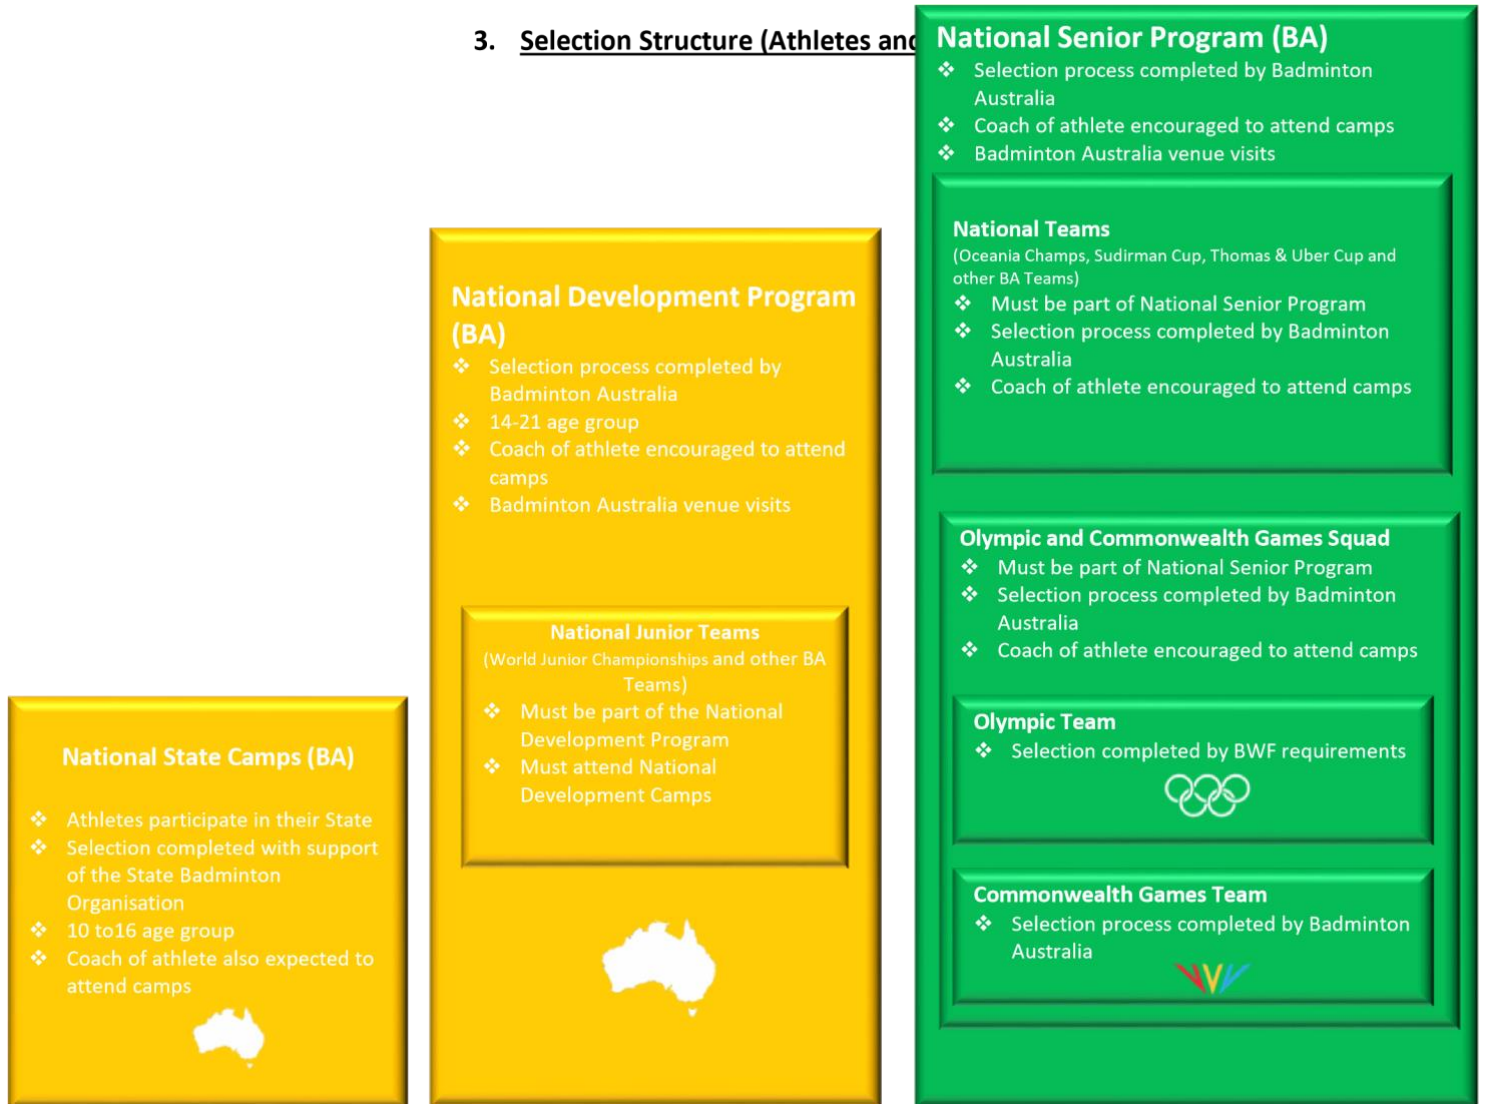 3. Selection Structure (Athletes and
National Senior Program (BA)
❖ Selection process completed by Badminton
Australia
❖ Coach of athlete encouraged to attend camps
❖ Badminton Australia venue visits
National Teams
(Oceania Champs, Sudirman Cup, Thomas & Uber Cup and
other BA Teams)
❖ Must be part of National Senior Program
❖ Selection process completed by Badminton
Australia
❖ Coach of athlete encouraged to attend camps
Olympic and Commonwealth Games Squad
❖ Must be part of National Senior Program
❖ Selection process completed by Badminton
Australia
❖ Coach of athlete encouraged to attend camps
Olympic Team
❖ Selection completed by BWF requirements
Commonwealth Games Team
❖ Selection process completed by Badminton
Australia
National Development Program
(BA)
❖ Selection process completed by
Badminton Australia
❖ 14-21 age group
❖ Coach of athlete encouraged to attend
camps
❖ Badminton Australia venue visits
National Junior Teams
(World Junior Championships and other BA
Teams)
❖ Must be part of the National
Development Program
❖ Must attend National
Development Camps
National State Camps (BA)
❖ Athletes participate in their State
❖ Selection completed with support
of the State Badminton
Organisation
❖ 10 to16 age group
❖ Coach of athlete also expected to
attend camps